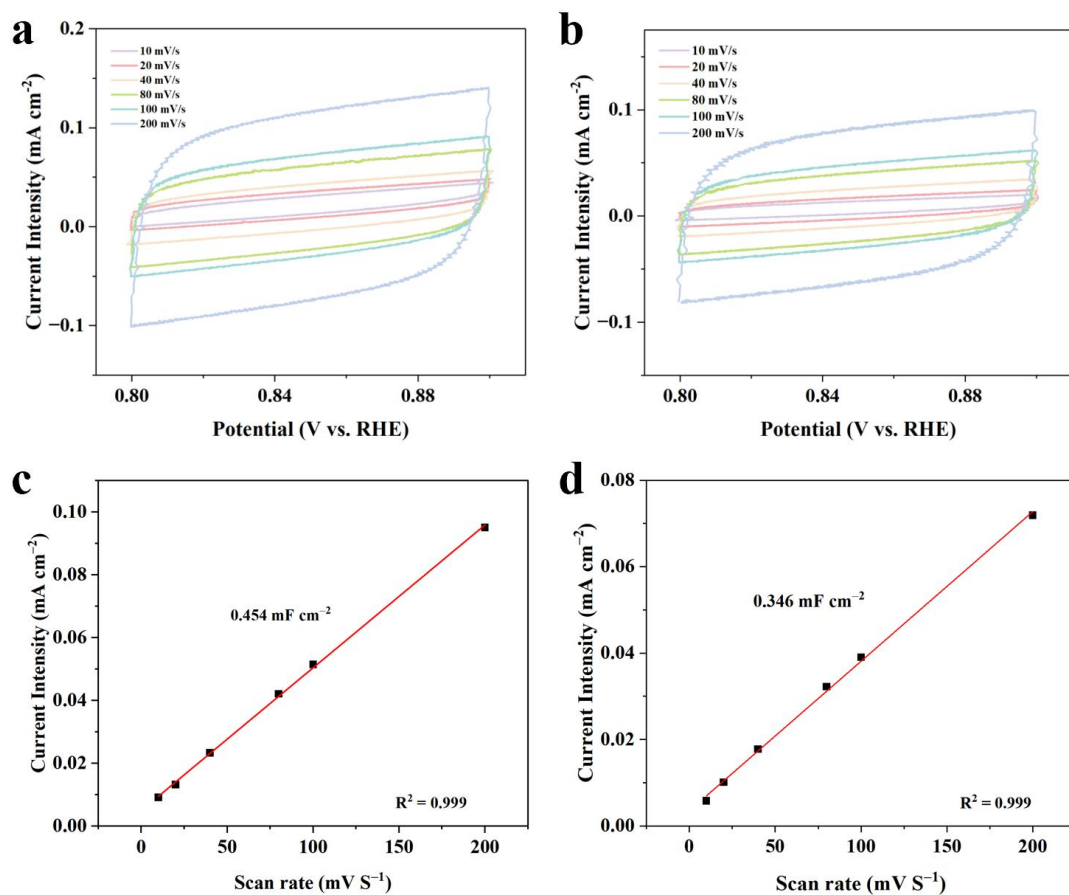 a
0.2
0.1
0.0
−0.1
Current Intensity (mA cm⁻²)
10 mV/s
20 mV/s
40 mV/s
80 mV/s
100 mV/s
200 mV/s
0.80
0.84
0.88
Potential (V vs. RHE)
b
0.1
0.0
−0.1
Current Intensity (mA cm⁻²)
10 mV/s
20 mV/s
40 mV/s
80 mV/s
100 mV/s
200 mV/s
0.80
0.84
0.88
Potential (V vs. RHE)
c
0.10
0.08
0.06
0.04
0.02
0.00
Current Intensity (mA cm⁻²)
0.454 mF cm⁻²
R² = 0.999
0
50
100
150
200
Scan rate (mV S⁻¹)
d
0.08
0.06
0.04
0.02
0.00
Current Intensity (mA cm⁻²)
0.346 mF cm⁻²
R² = 0.999
0
50
100
150
200
Scan rate (mV S⁻¹)